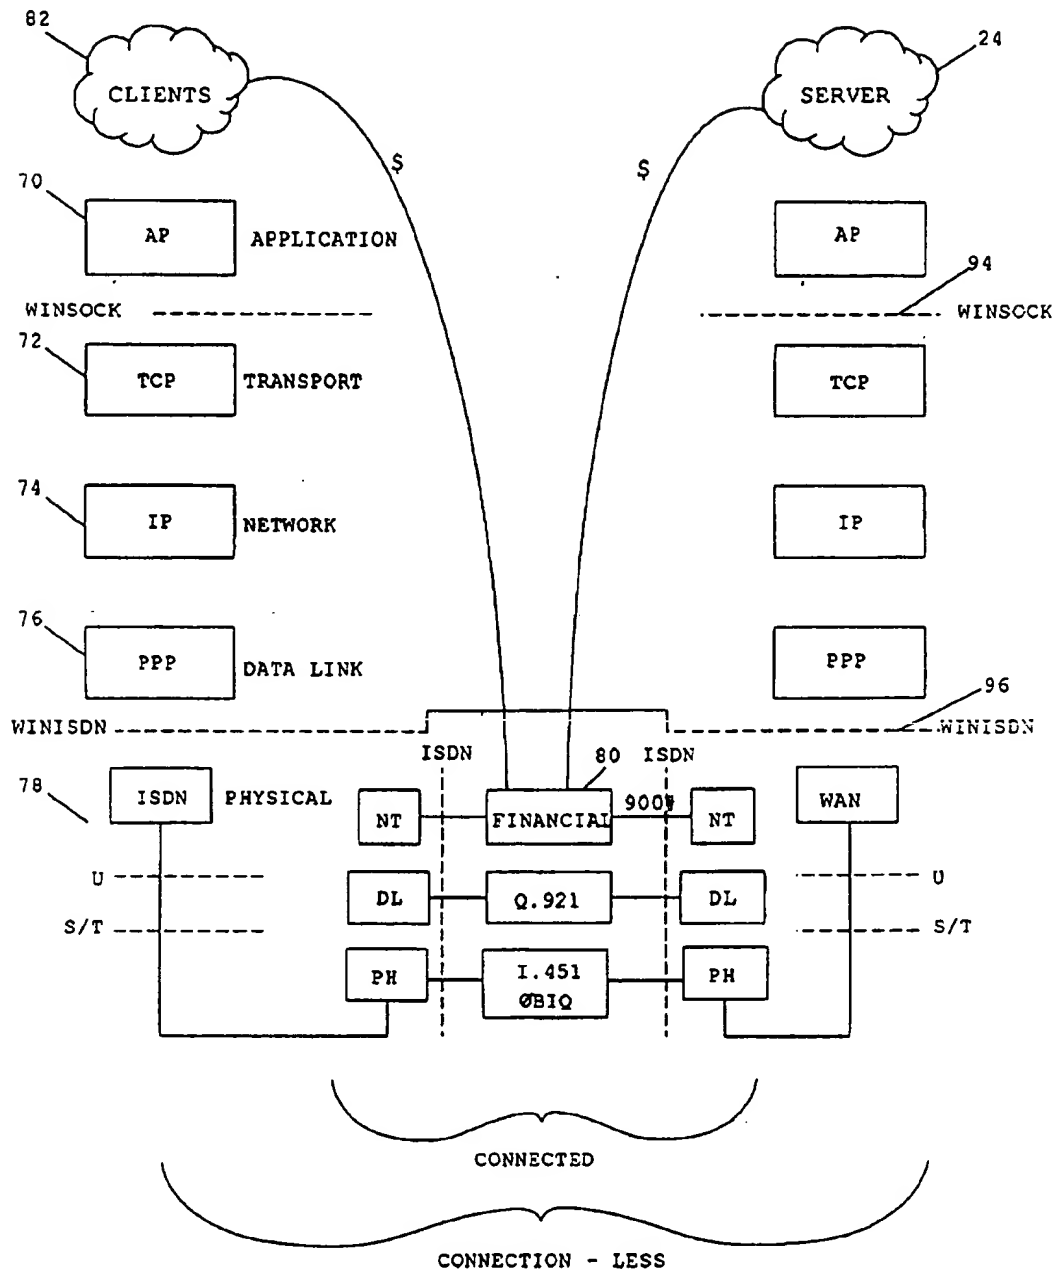 82
24
CLIENTS
SERVER
$
$
70
AP
APPLICATION
AP
94
WINSOCK
WINSOCK
72
TCP
TRANSPORT
TCP
74
IP
NETWORK
IP
76
PPP
DATA LINK
PPP
96
WINISDN
WINISDN
ISDN
80
ISDN
78
ISDN
PHYSICAL
NT
FINANCIAL
NT
WAN
U
DL
Q.921
DL
U
S/T
S/T
PH
I.451
ØBIQ
PH
CONNECTED
CONNECTION - LESS